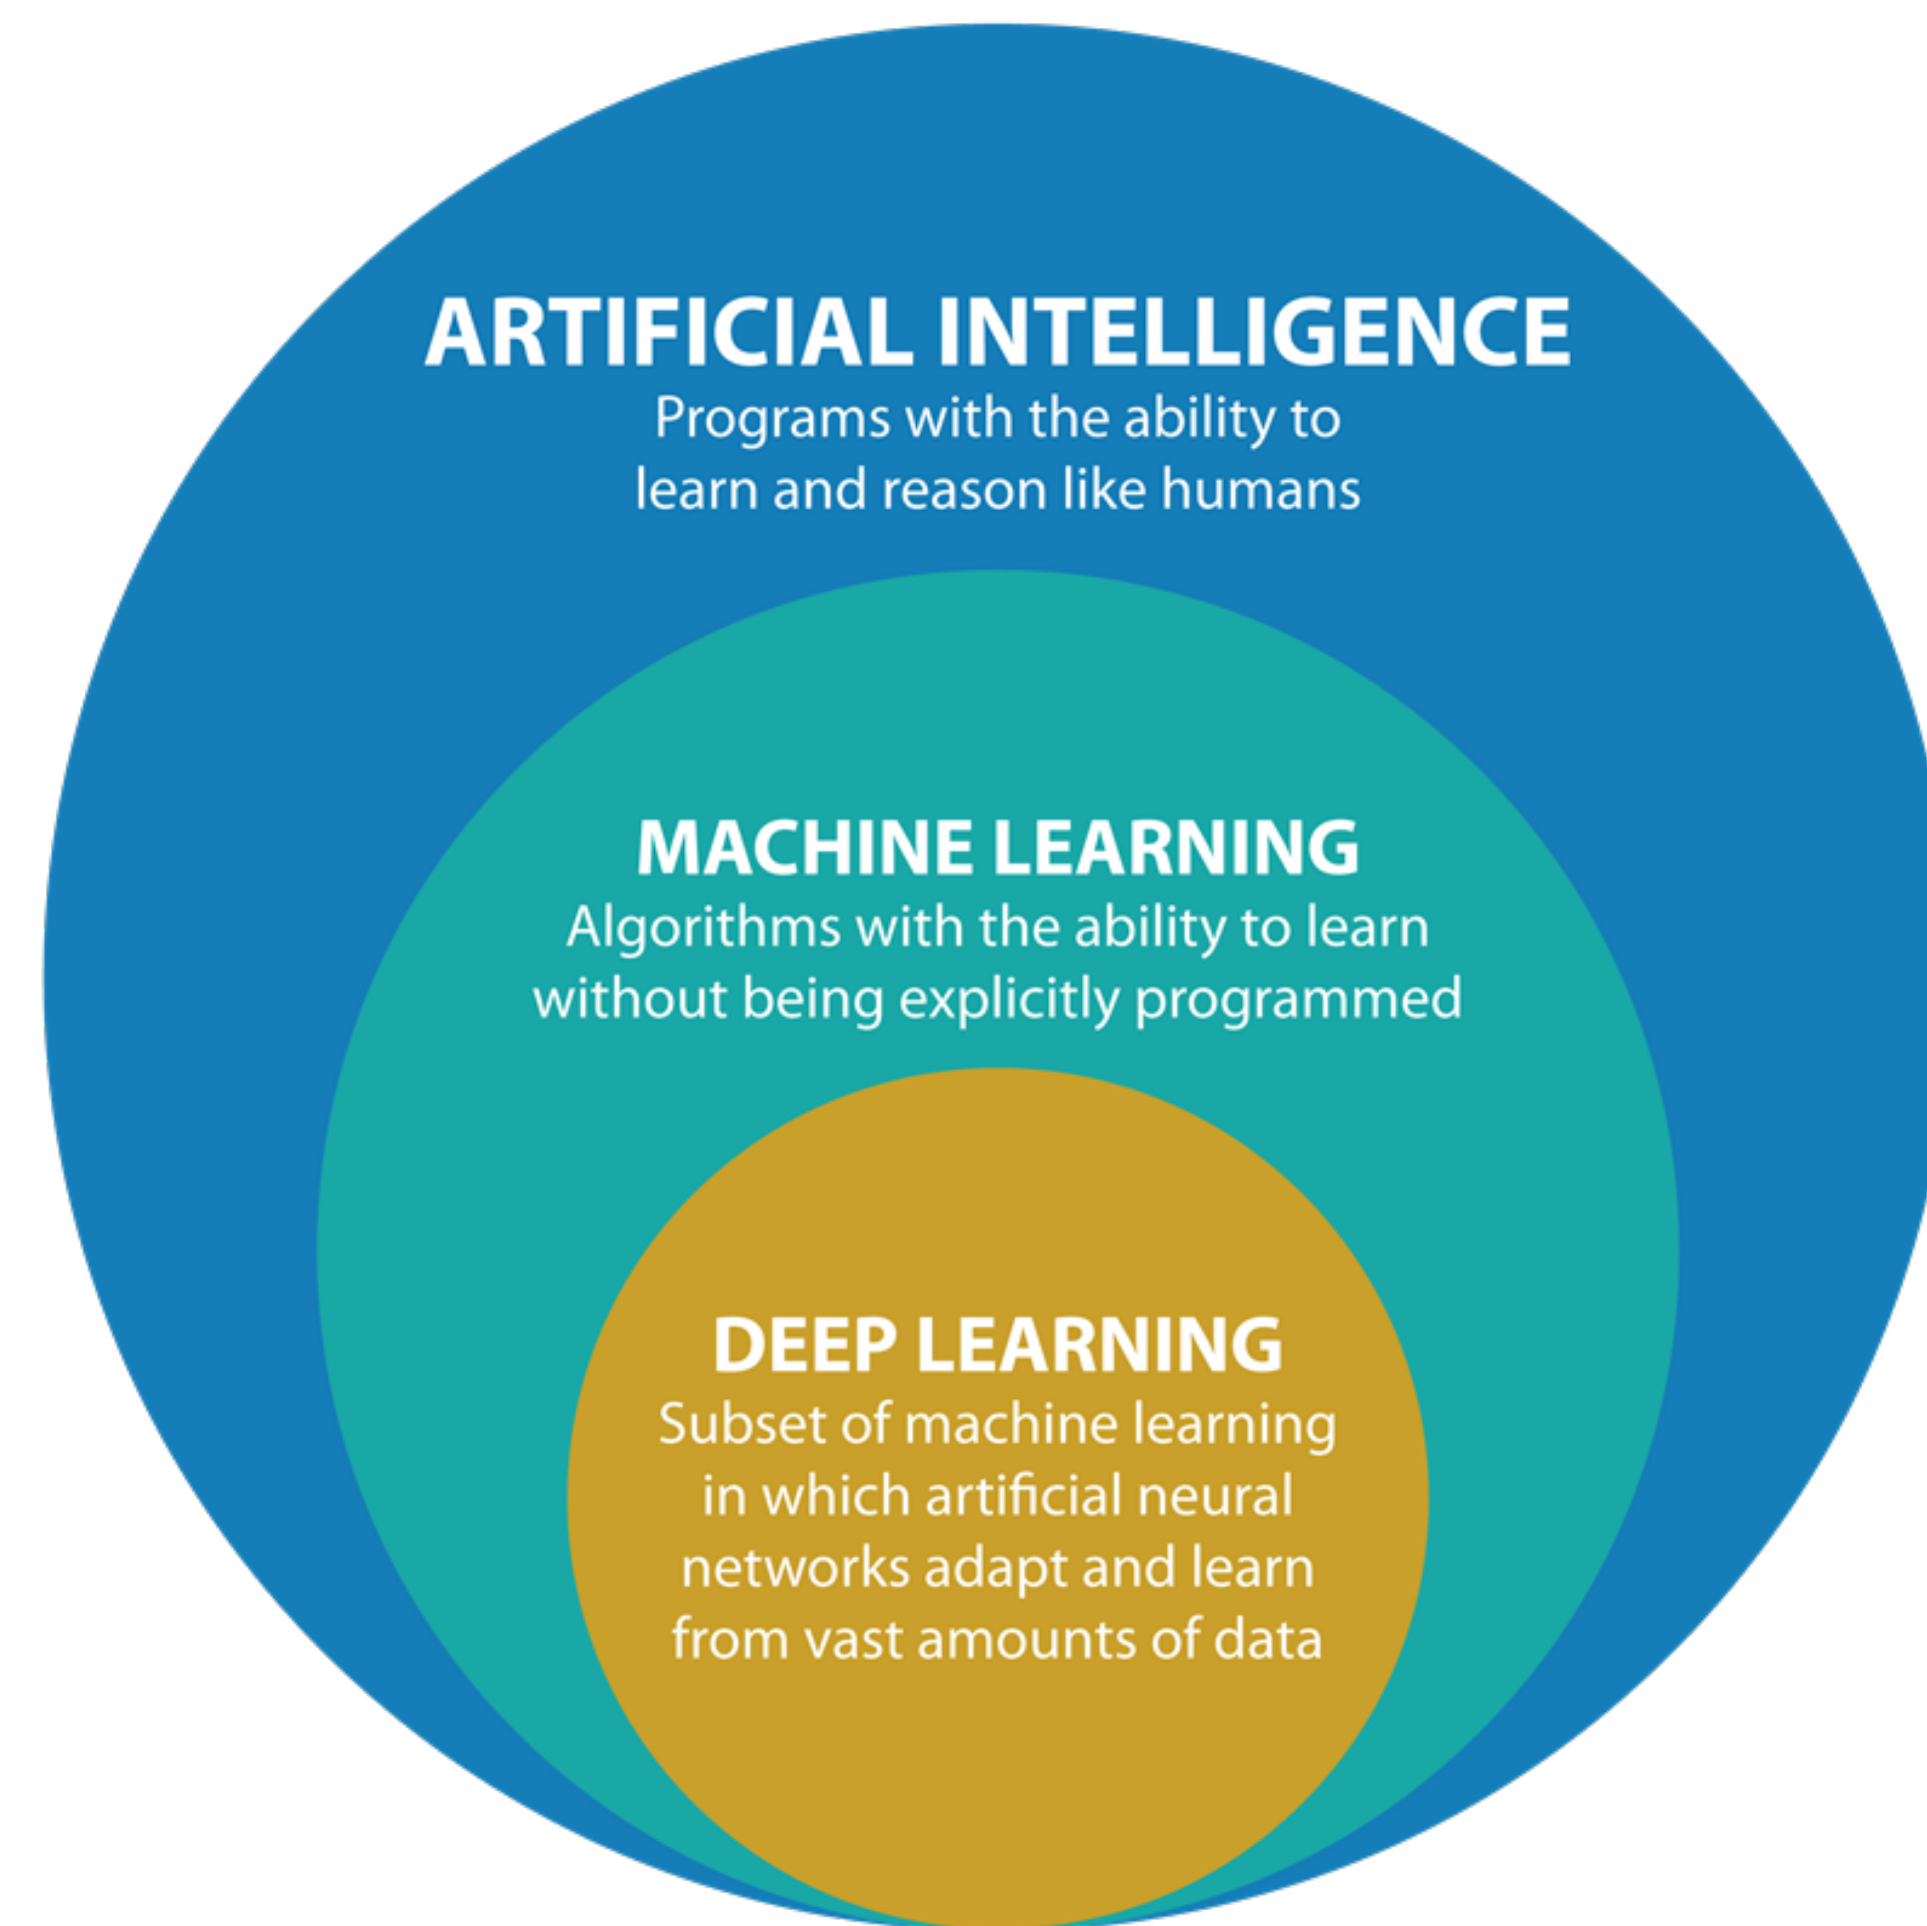 ARTIFICIAL INTELLIGENCE
Programs with the ability to
learn and reason like humans
MACHINE LEARNING
Algorithms with the ability to learn
without being explicitly programmed
DEEP LEARNING
Subset of machine learning
in which artificial neural
networks adapt and learn
from vast amounts of data